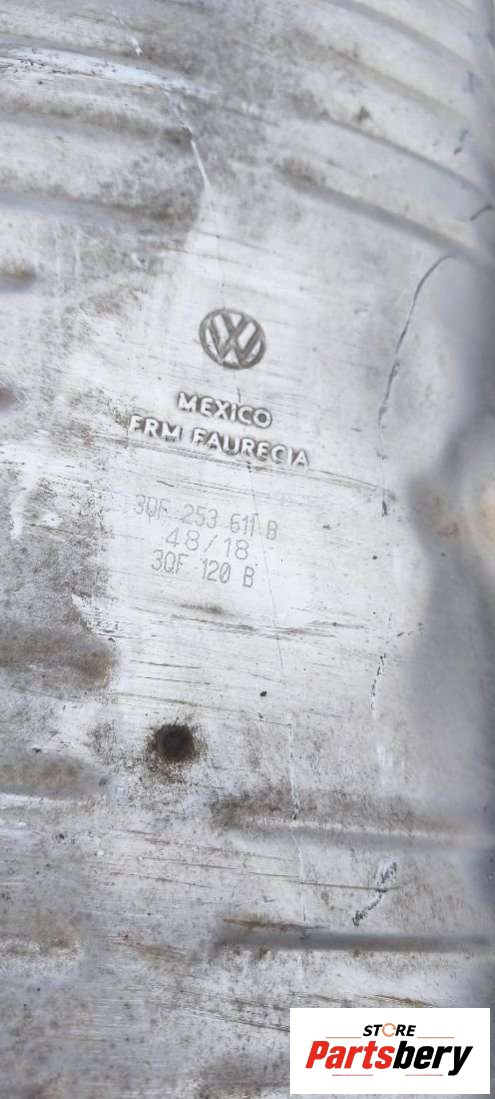 MEXICO
FRM FAURECIA
3QF 253 611 B
48/18
3QF 120 B
STORE
Partsbery